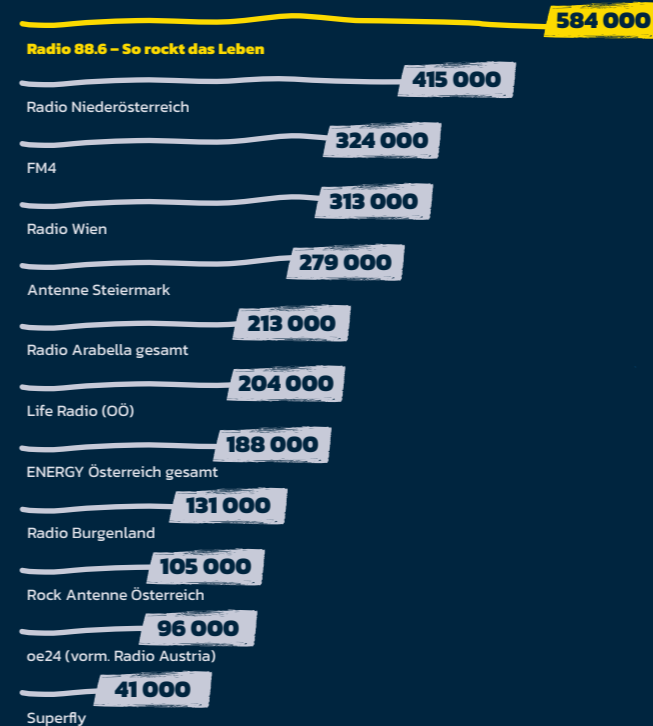 584 000
Radio 88.6 – So rockt das Leben
415 000
Radio Niederösterreich
324 000
FM4
313 000
Radio Wien
279 000
Antenne Steiermark
213 000
Radio Arabella gesamt
204 000
Life Radio (OÖ)
188 000
ENERGY Österreich gesamt
131 000
Radio Burgenland
105 000
Rock Antenne Österreich
96 000
oe24 (vorm. Radio Austria)
41 000
Superfly